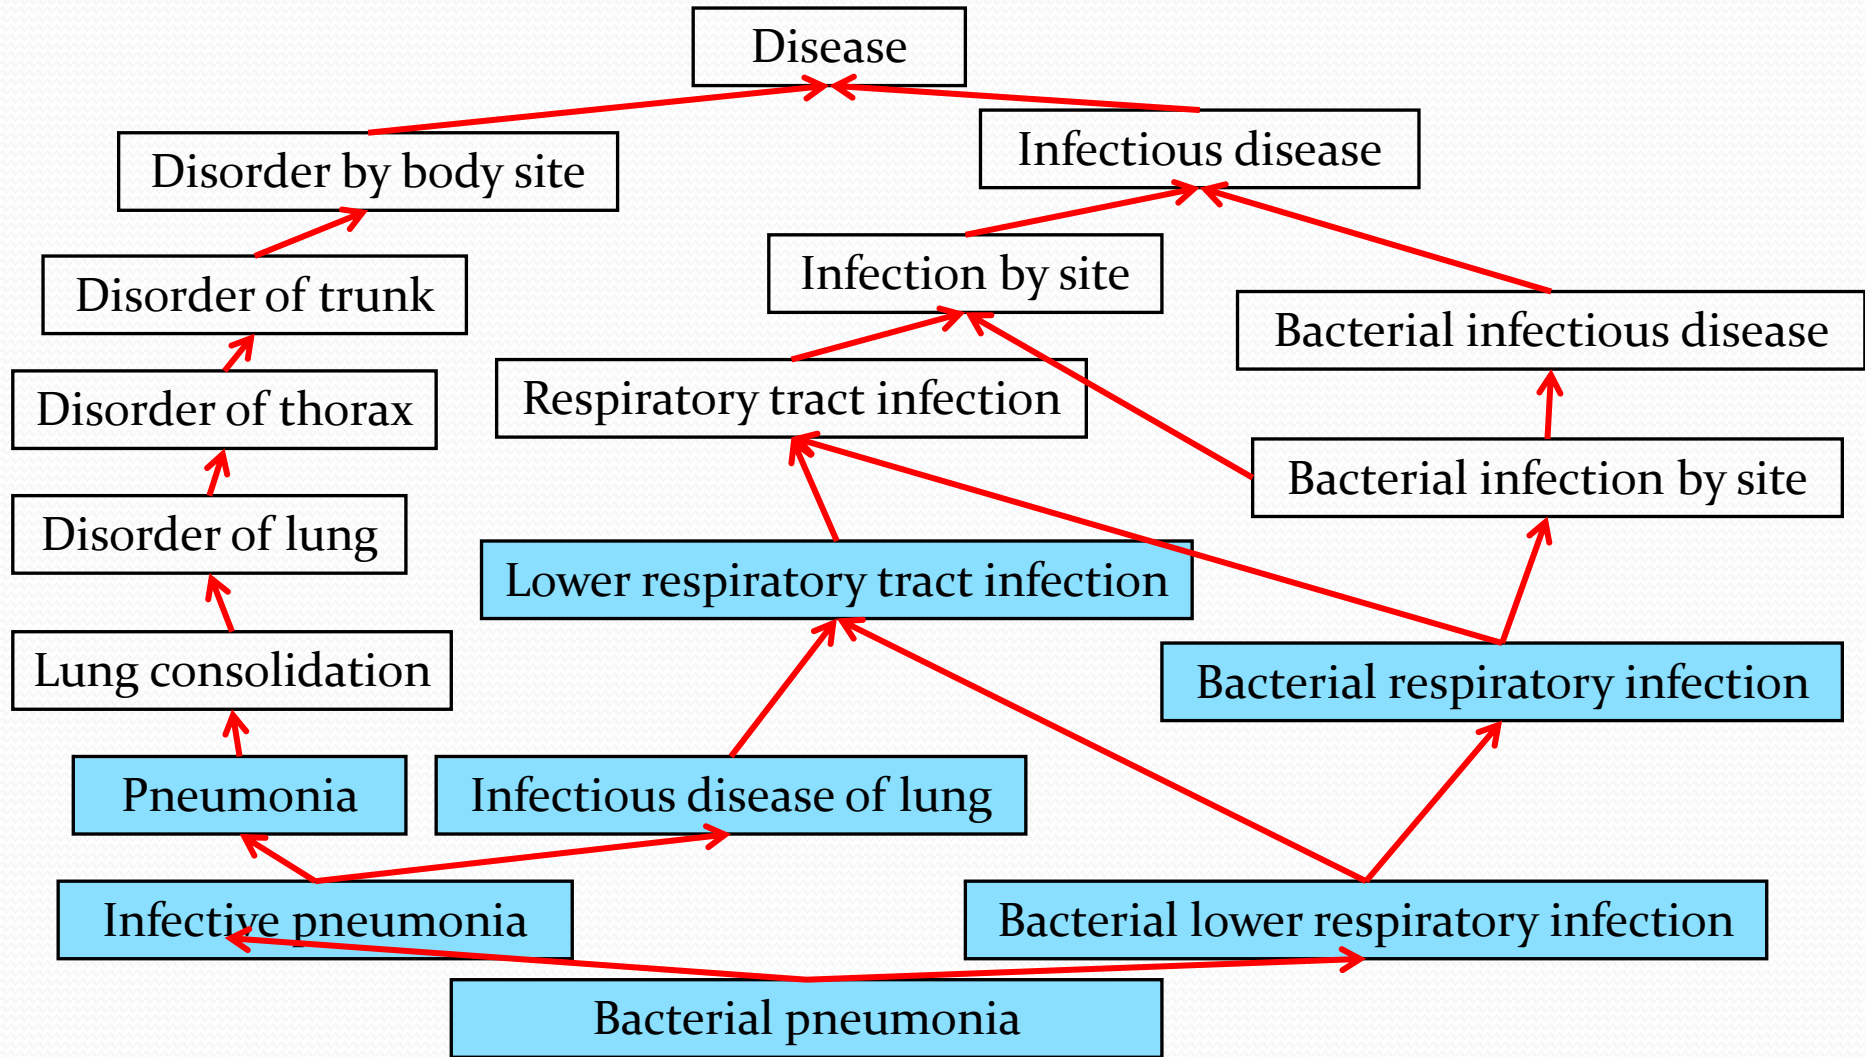 Disease
Disorder by body site
Infectious disease
Disorder of trunk
Infection by site
Bacterial infectious disease
Disorder of thorax
Respiratory tract infection
Bacterial infection by site
Disorder of lung
Lower respiratory tract infection
Lung consolidation
Bacterial respiratory infection
Pneumonia
Infectious disease of lung
Infective pneumonia
Bacterial lower respiratory infection
Bacterial pneumonia